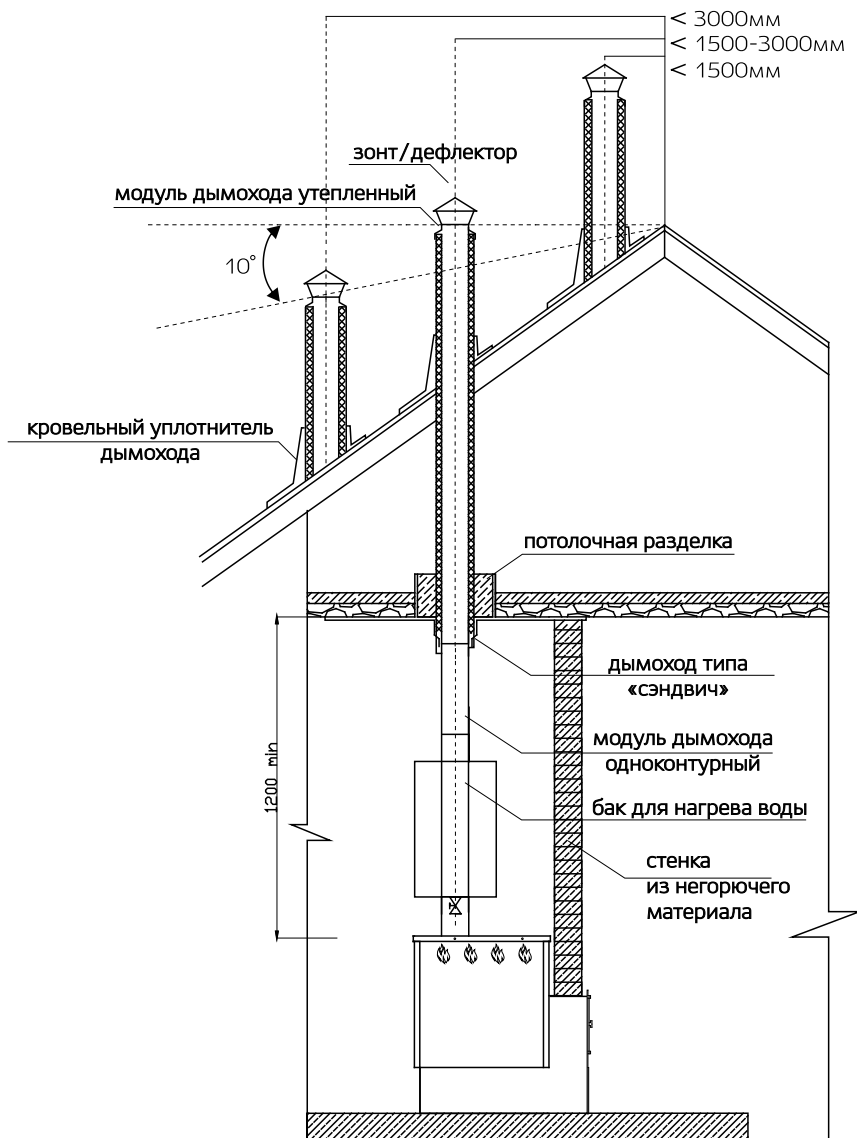 < 3000мм
< 1500-3000мм
< 1500мм
зонт/дефлектор
модуль дымохода утепленный
10°
кровельный уплотнитель
дымохода
потолочная разделка
дымоход типа
«сэндвич»
модуль дымохода
одноконтурный
1200 min
бак для нагрева воды
стенка
из негорючего
материала